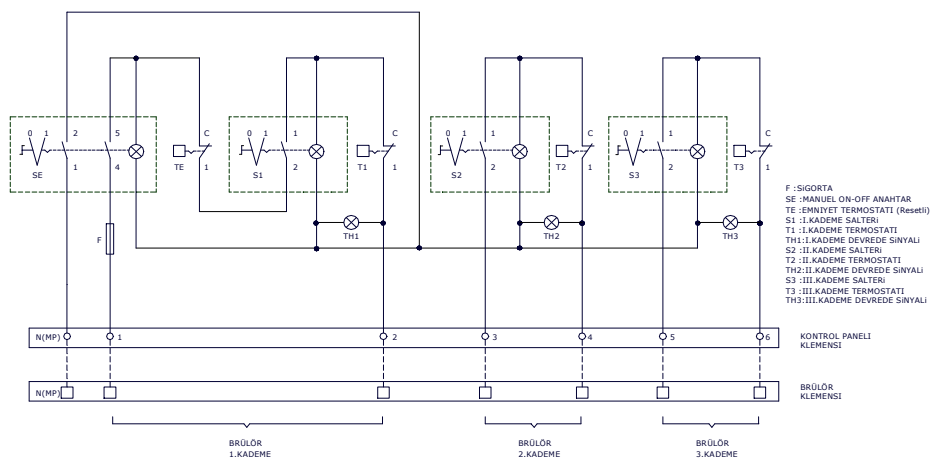 0 1 2 5 C 0 1 1 C 0 1 1 C 0 1 1 C
SE 1 4 TE 1 S1 2 T1 1 S2 2 T2 1 S3 2 T3 1
F TH1 TH2 TH3
F :SiGORTA
SE :MANUEL ON-OFF ANAHTAR
TE :EMNiYET TERMOSTATI (Resetli)
S1 :I.KADEME SALTERi
T1 :I.KADEME TERMOSTATI
TH1:I.KADEME DEVREDE SiNYALi
S2 :II.KADEME SALTERi
T2 :II.KADEME TERMOSTATI
TH2:II.KADEME DEVREDE SiNYALi
S3 :III.KADEME SALTERi
T3 :III.KADEME TERMOSTATI
TH3:III.KADEME DEVREDE SiNYALi
N(MP) 1 2 3 4 5 6
KONTROL PANELi
KLEMENSI
N(MP)
BRÜLÖR
KLEMENSI
BRÜLÖR
1.KADEME
BRÜLÖR
2.KADEME
BRÜLÖR
3.KADEME